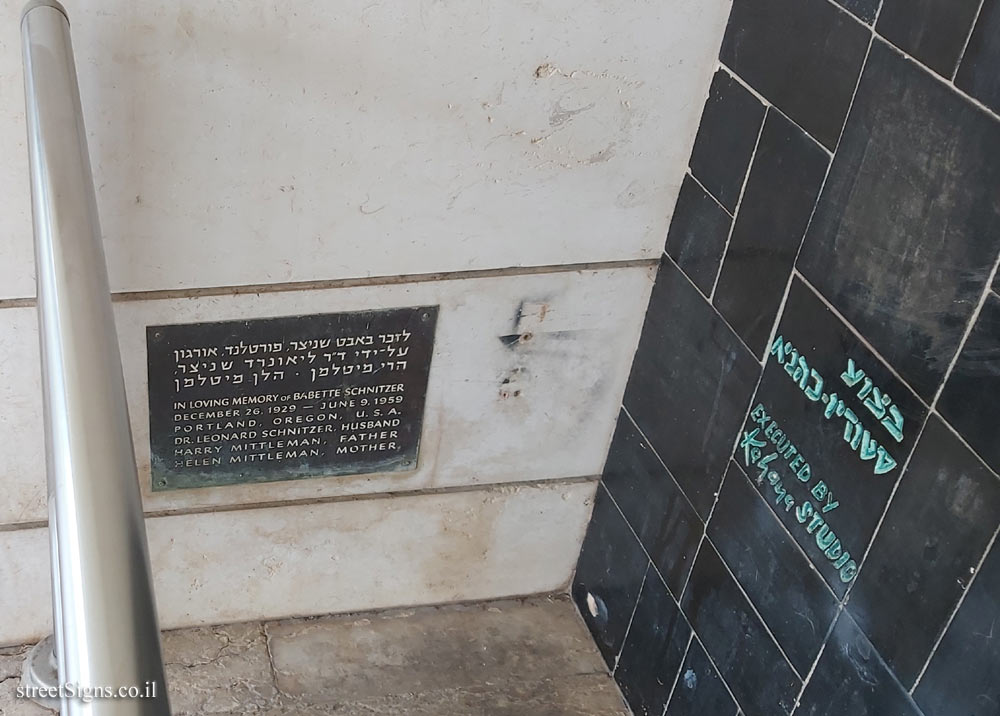 לזכר באבט שניצר, פורטלנד, אורגון
על-ידי ד״ר ליאונרד שניצר,
הרי מיטלמן · הלן מיטלמן
IN LOVING MEMORY OF BABETTE SCHNITZER
DECEMBER 26, 1929 — JUNE 9, 1959
PORTLAND, OREGON, U. S. A.
DR. LEONARD SCHNITZER, HUSBAND
HARRY MITTLEMAN, FATHER
HELEN MITTLEMAN, MOTHER,
בצוע
סטודיו-כהנא
EXECUTED BY
Kahana STUDIO
streetSigns.co.il